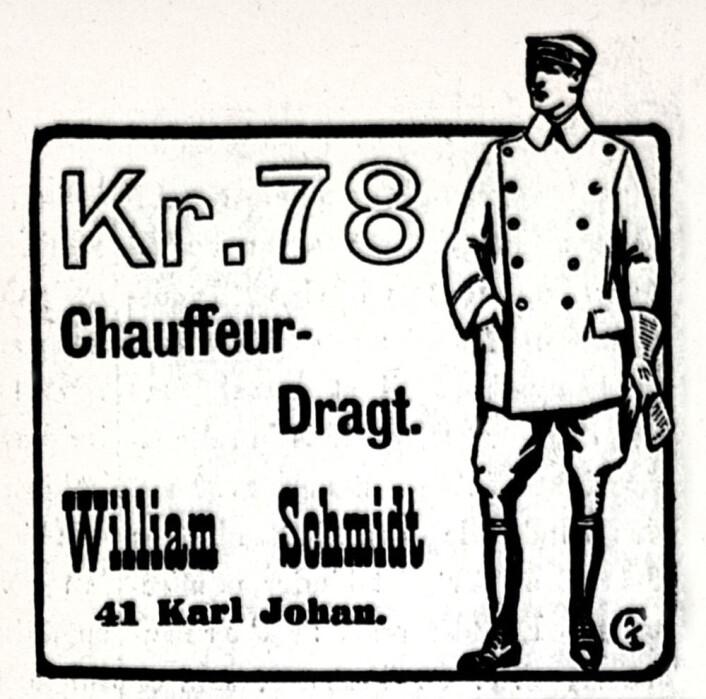 Kr. 78
Chauffeur-
Dragt.
William Schmidt
41 Karl Johan.